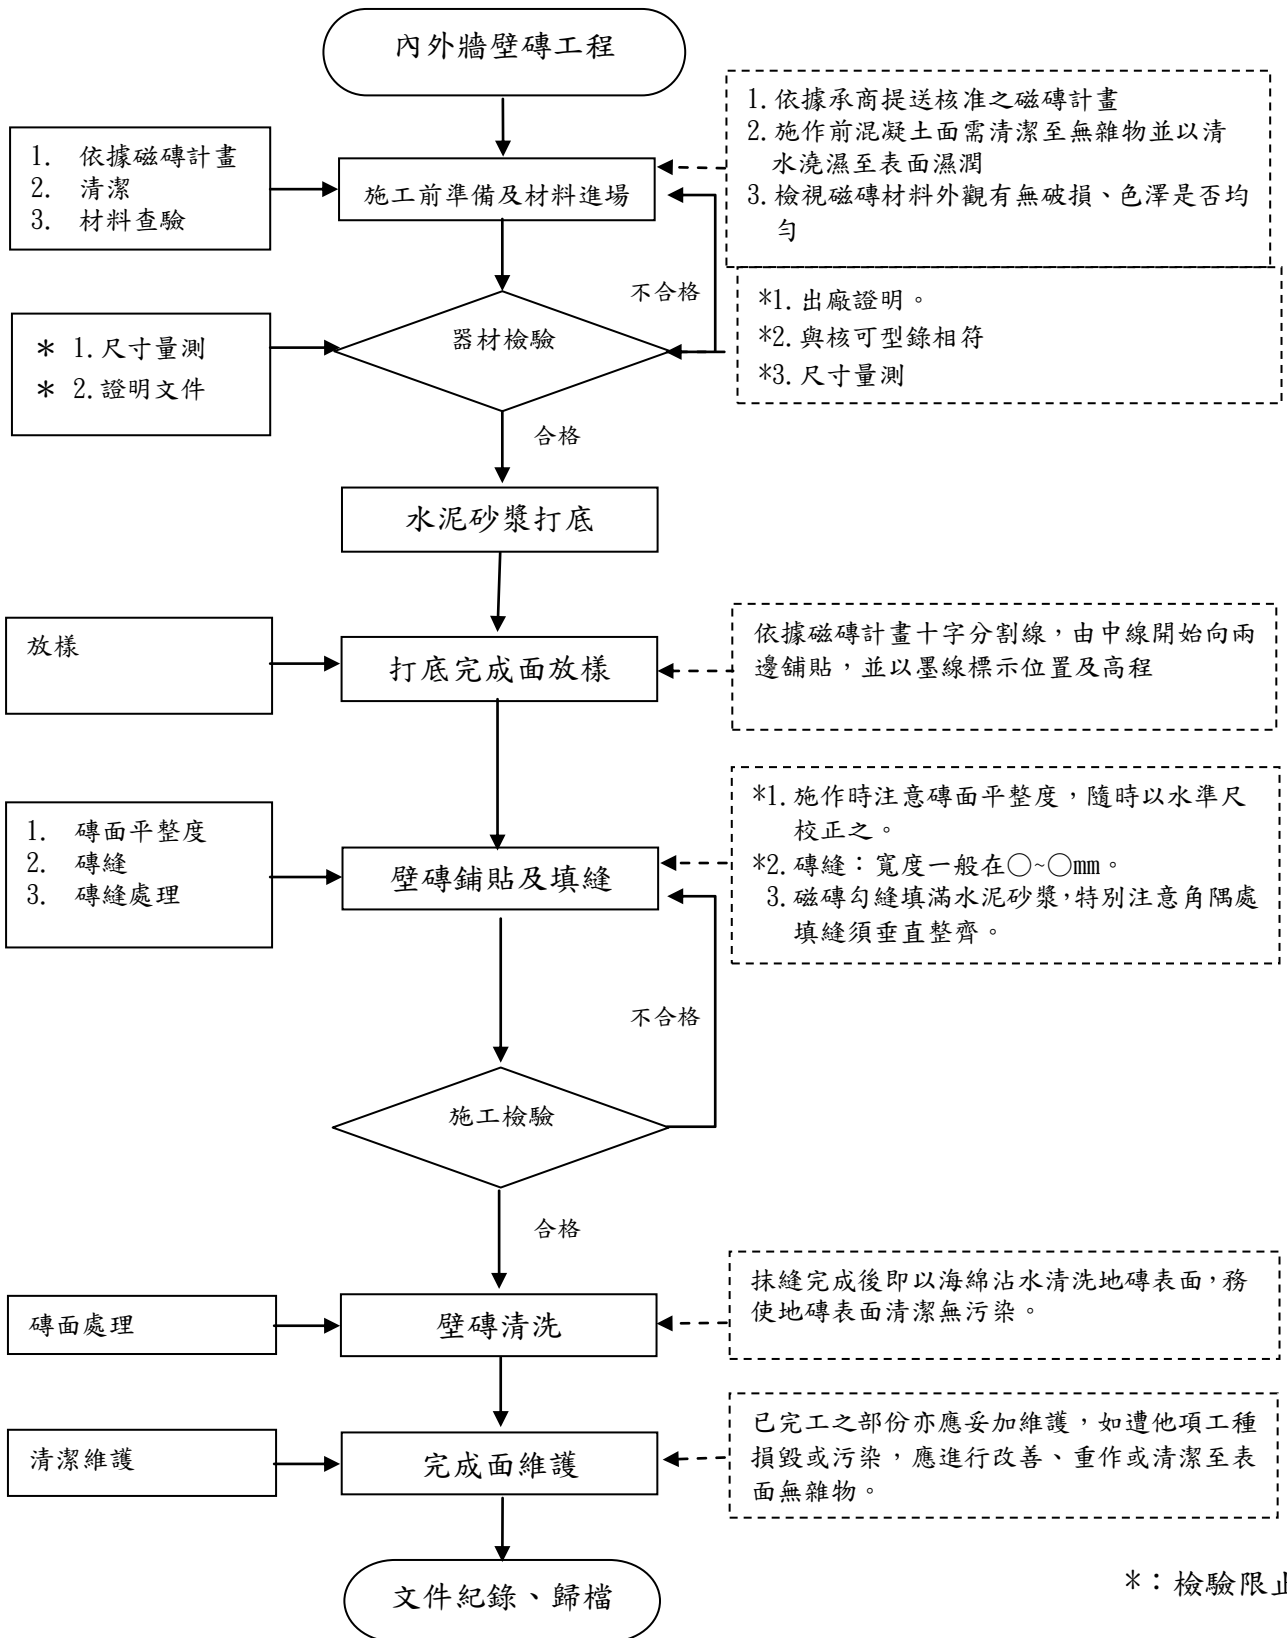 內外牆壁磚工程
1. 依據磁磚計畫
2. 清潔
3. 材料查驗
施工前準備及材料進場
1. 依據承商提送核准之磁磚計畫
2. 施作前混凝土面需清潔至無雜物並以清
水澆濕至表面濕潤
3. 檢視磁磚材料外觀有無破損、色澤是否均
勻
不合格
* 1. 尺寸量測
* 2. 證明文件
器材檢驗
*1. 出廠證明。
*2. 與核可型錄相符
*3. 尺寸量測
合格
水泥砂漿打底
放樣
打底完成面放樣
依據磁磚計畫十字分割線，由中線開始向兩
邊舖貼，並以墨線標示位置及高程
1. 磚面平整度
2. 磚縫
3. 磚縫處理
壁磚鋪貼及填縫
*1. 施作時注意磚面平整度，隨時以水準尺
校正之。
*2. 磚縫：寬度一般在○~○mm。
3. 磁磚勾縫填滿水泥砂漿，特別注意角隅處
填縫須垂直整齊。
不合格
施工檢驗
合格
磚面處理
壁磚清洗
抹縫完成後即以海綿沾水清洗地磚表面，務
使地磚表面清潔無污染。
清潔維護
完成面維護
已完工之部份亦應妥加維護，如遭他項工種
損毀或污染，應進行改善、重作或清潔至表
面無雜物。
文件紀錄、歸檔
*：檢驗限止